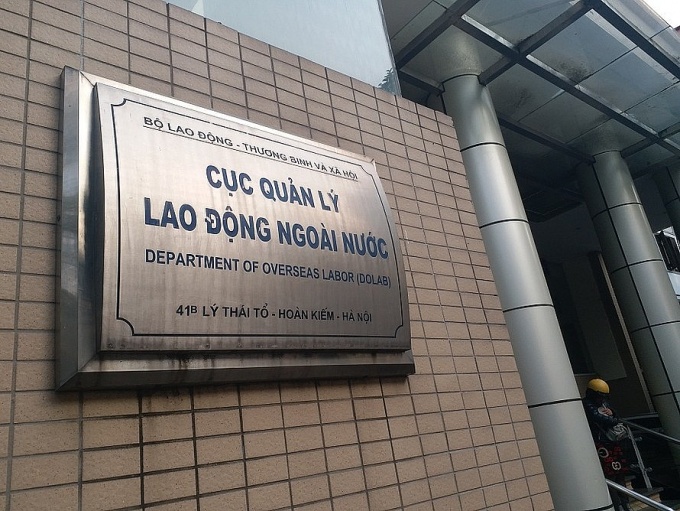 BỘ LAO ĐỘNG - THƯƠNG BINH VÀ XÃ HỘI
CỤC QUẢN LÝ
LAO ĐỘNG NGOÀI NƯỚC
DEPARTMENT OF OVERSEAS LABOR (DOLAB)
41B LÝ THÁI TỔ - HOÀN KIẾM - HÀ NỘI